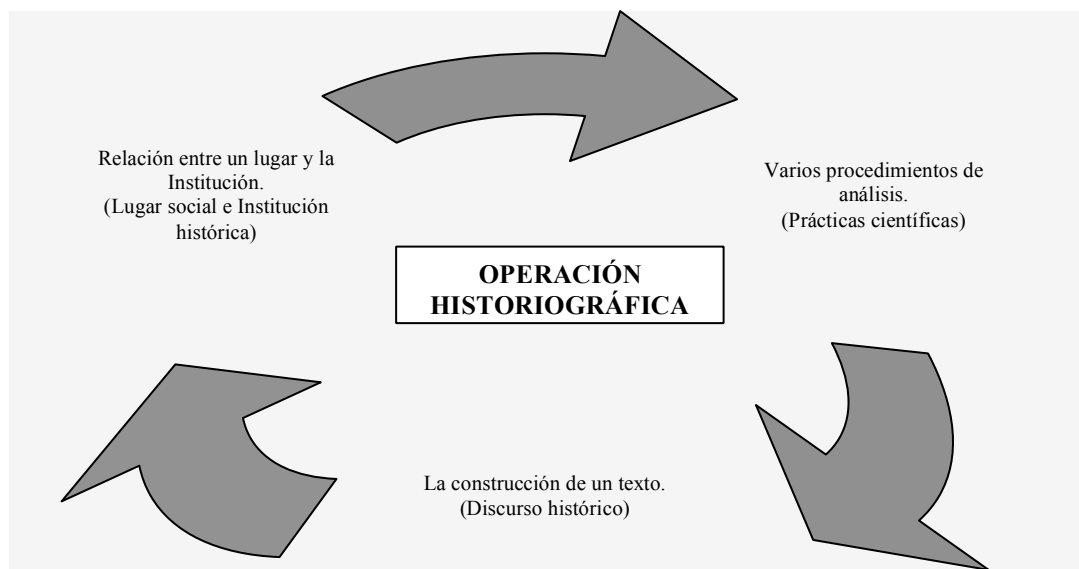 Relación entre un lugar y la
Institución.
(Lugar social e Institución
histórica)
Varios procedimientos de
análisis.
(Prácticas científicas)
OPERACIÓN
HISTORIOGRÁFICA
La construcción de un texto.
(Discurso histórico)